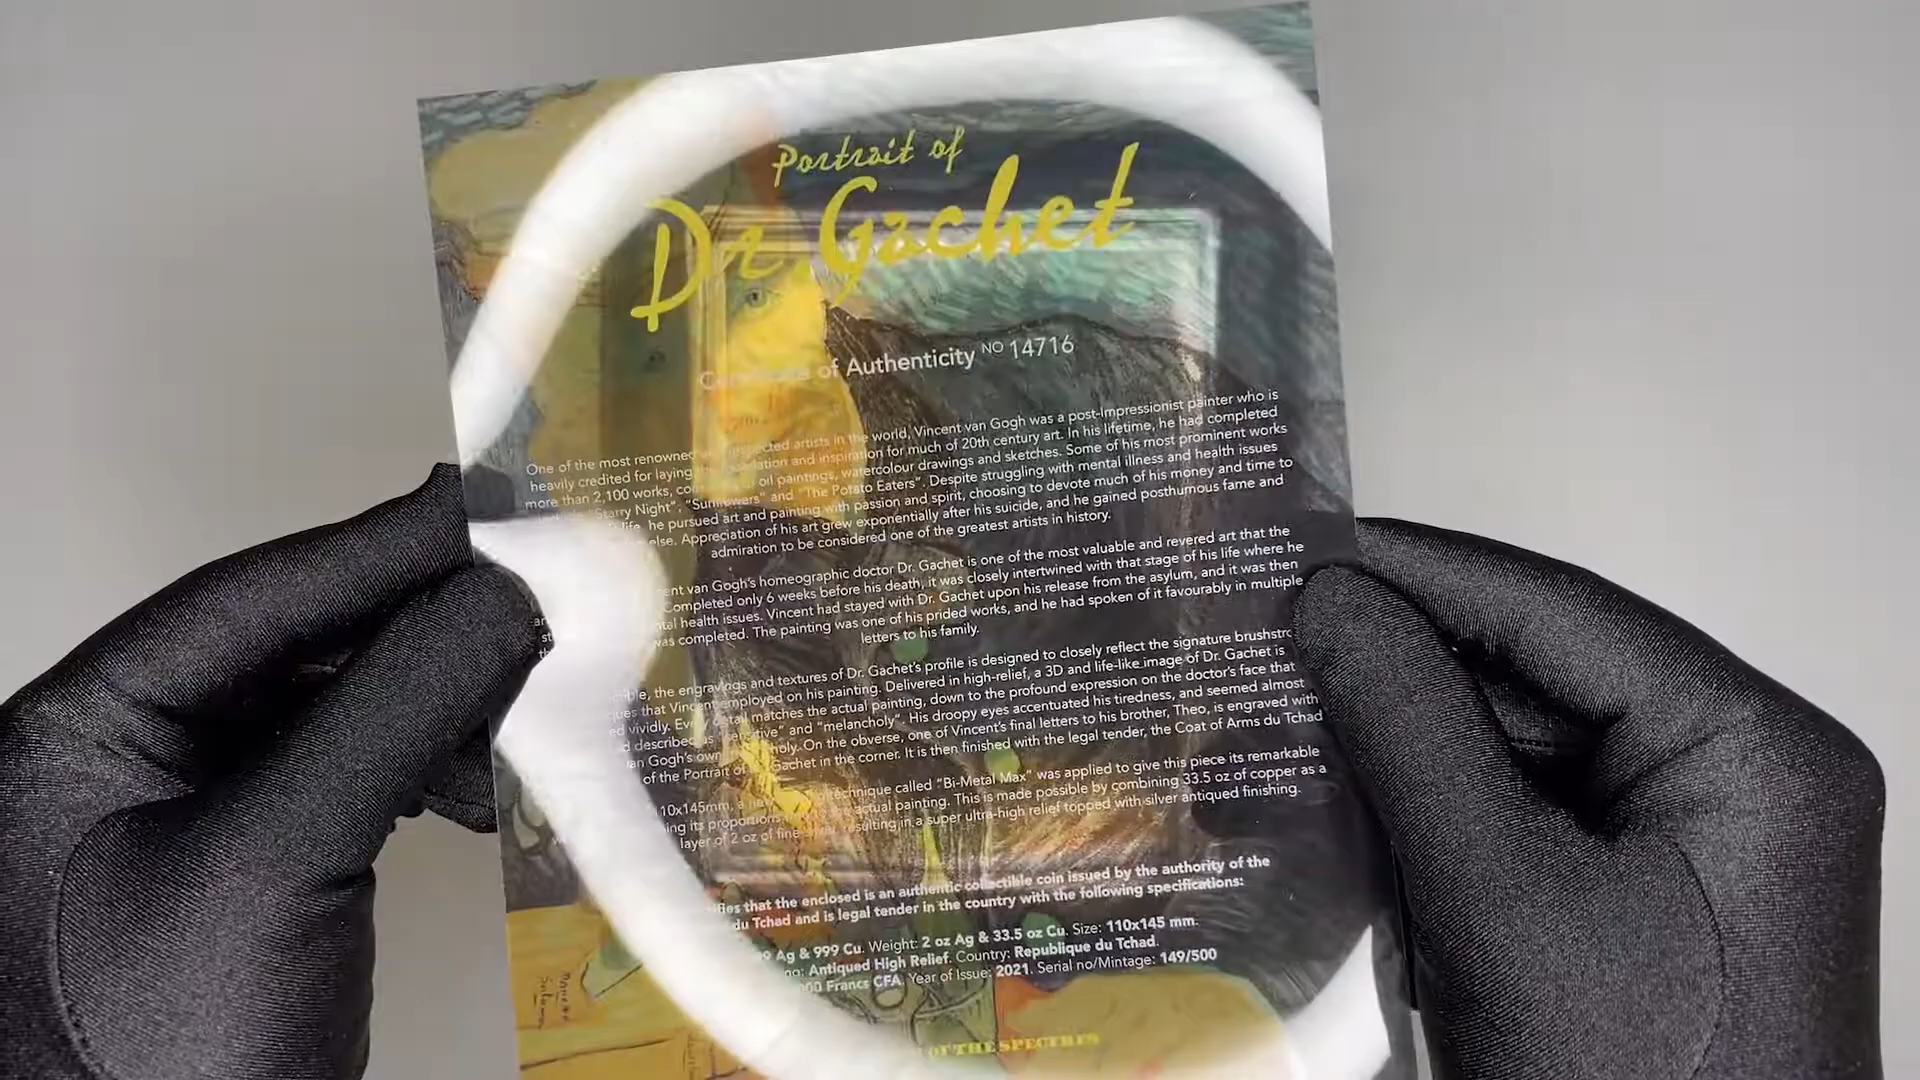 Portrait of
Dr. Gachet
of Authenticity NO 14716
One of the most renowned artists in the world, Vincent van Gogh was a post-Impressionist painter who is
heavily credited for laying and inspiration for much of 20th century art. In his lifetime, he had completed
more than 2,100 works, oil paintings, watercolour drawings and sketches. Some of his most prominent works
"Starry Night", "Sunflowers" and "The Potato Eaters". Despite struggling with mental illness and health issues
life, he pursued art and painting with passion and spirit, choosing to devote much of his money and time to
else. Appreciation of his art grew exponentially after his suicide, and he gained posthumous fame and
admiration to be considered one of the greatest artists in history.
van Gogh's homeographic doctor Dr. Gachet is one of the most valuable and revered art that the
Completed only 6 weeks before his death, it was closely intertwined with that stage of his life where he
health issues. Vincent had stayed with Dr. Gachet upon his release from the asylum, and it was then
was completed. The painting was one of his prided works, and he had spoken of it favourably in multiple
letters to his family.
the engravings and textures of Dr. Gachet's profile is designed to closely reflect the signature
that Vincent employed on his painting. Delivered in high-relief, a 3D and life-like image of Dr. Gachet is
vividly. Every detail matches the actual painting, down to the profound expression on the doctor's face that
described as and "melancholy". His droopy eyes accentuated his tiredness, and seemed almost
van Gogh's own On the obverse, one of Vincent's final letters to his brother, Theo, is engraved with
of the Portrait of Gachet in the corner. It is then finished with the legal tender, the Coat of Arms du Tchad
technique called "Bi-Metal Max" was applied to give this piece its remarkable
its proportions actual painting. This is made possible by combining 33.5 oz of copper as a
layer of 2 oz of fine resulting in a super ultra-high relief topped with silver antiqued finishing.
that the enclosed is an authentic collectible coin issued by the authority of the
du Tchad and is legal tender in the country with the following specifications:
Ag & 999 Cu. Weight: 2 oz Ag & 33.5 oz Cu. Size: 110x145 mm.
Antiqued High Relief. Country: Republique du Tchad.
Francs CFA. Year of Issue: 2021. Serial no/Mintage: 149/500
OF THE SPECTRES